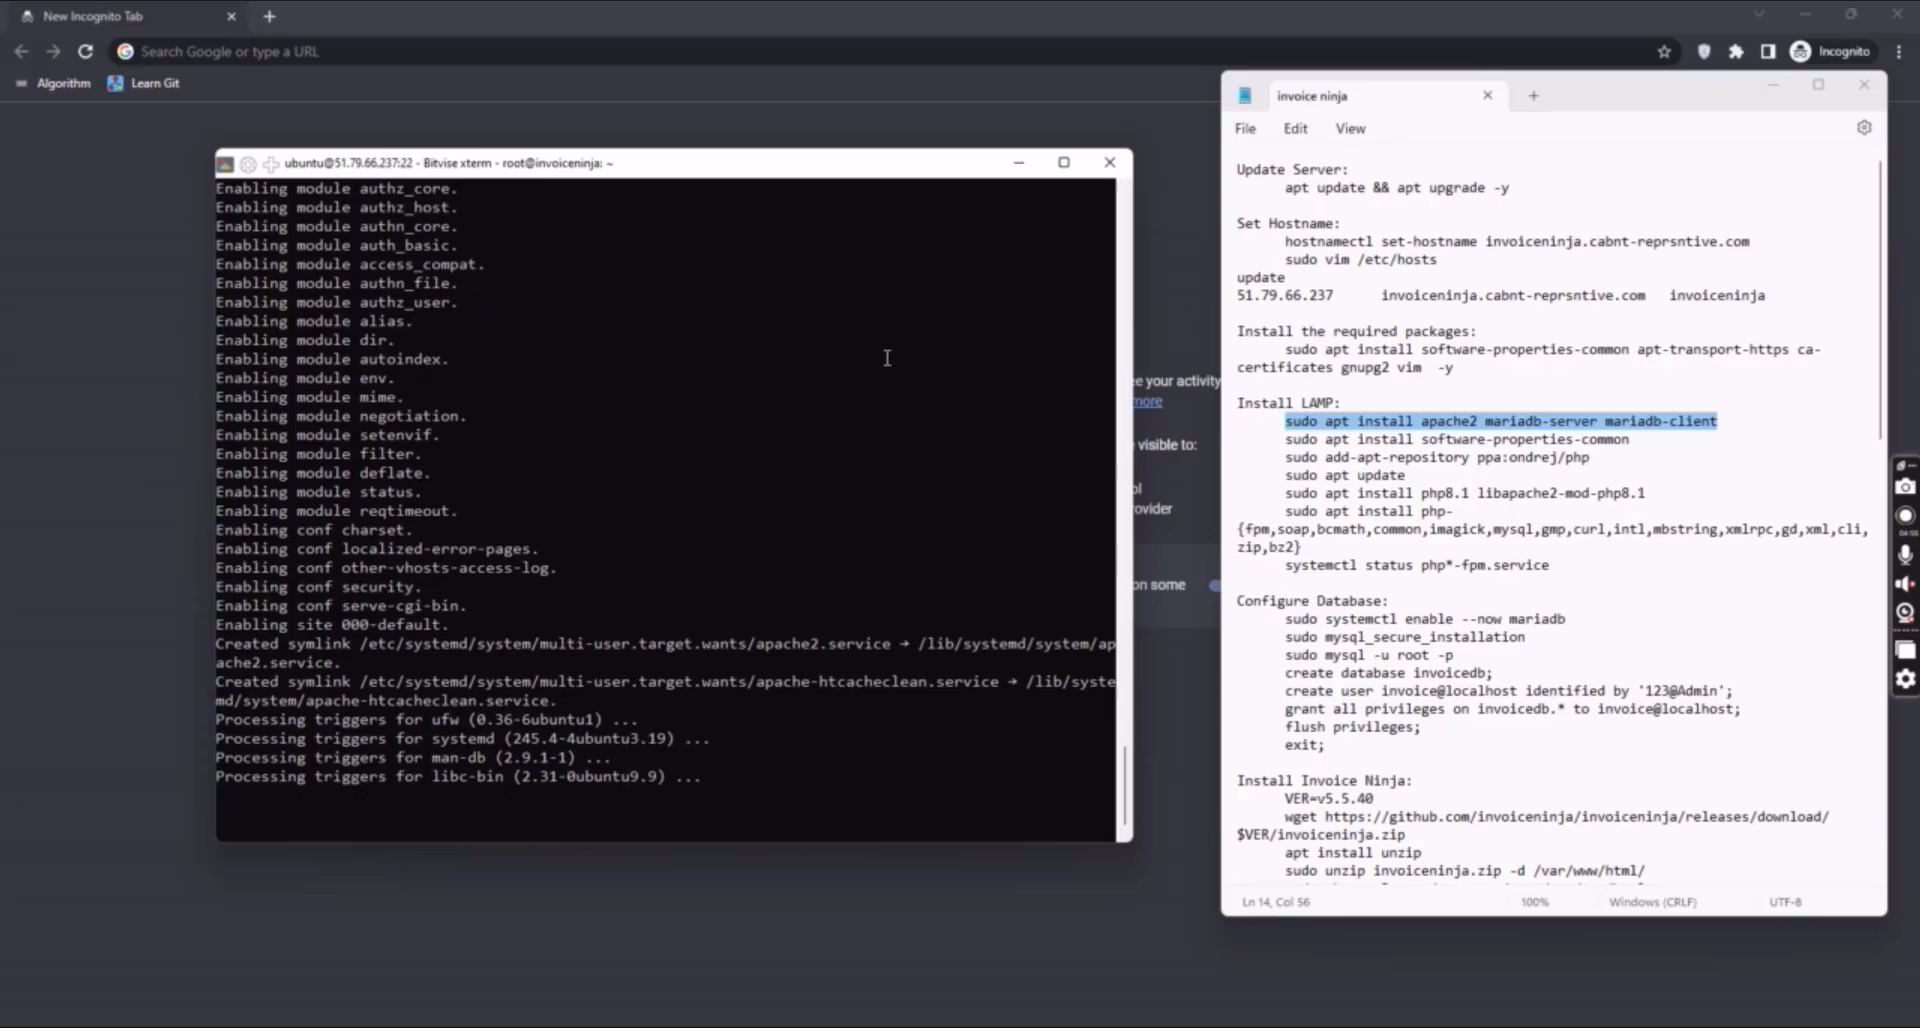 New Incognito Tab
Search Google or type a URL
Incognito
Algorithm
Learn Git
ubuntu@51.79.66.237:22 - Bitvise xterm - root@invoiceninja: ~
Enabling module authz_core.
Enabling module authz_host.
Enabling module authn_core.
Enabling module auth_basic.
Enabling module access_compat.
Enabling module authn_file.
Enabling module authz_user.
Enabling module alias.
Enabling module dir.
Enabling module autoindex.
Enabling module env.
Enabling module mime.
Enabling module negotiation.
Enabling module setenvif.
Enabling module filter.
Enabling module deflate.
Enabling module status.
Enabling module reqtimeout.
Enabling conf charset.
Enabling conf localized-error-pages.
Enabling conf other-vhosts-access-log.
Enabling conf security.
Enabling conf serve-cgi-bin.
Enabling site 000-default.
Created symlink /etc/systemd/system/multi-user.target.wants/apache2.service → /lib/systemd/system/ap
ache2.service.
Created symlink /etc/systemd/system/multi-user.target.wants/apache-htcacheclean.service → /lib/syste
md/system/apache-htcacheclean.service.
Processing triggers for ufw (0.36-6ubuntu1) ...
Processing triggers for systemd (245.4-4ubuntu3.19) ...
Processing triggers for man-db (2.9.1-1) ...
Processing triggers for libc-bin (2.31-0ubuntu9.9) ...
ee your activity
more
visible to:
ol
rovider
on some
invoice ninja
File Edit View
Update Server:
apt update && apt upgrade -y
Set Hostname:
hostnamectl set-hostname invoiceninja.cabnt-reprsntive.com
sudo vim /etc/hosts
update
51.79.66.237 invoiceninja.cabnt-reprsntive.com invoiceninja
Install the required packages:
sudo apt install software-properties-common apt-transport-https ca-
certificates gnupg2 vim -y
Install LAMP:
sudo apt install apache2 mariadb-server mariadb-client
sudo apt install software-properties-common
sudo add-apt-repository ppa:ondrej/php
sudo apt update
sudo apt install php8.1 libapache2-mod-php8.1
sudo apt install php-
{fpm,soap,bcmath,common,imagick,mysql,gmp,curl,intl,mbstring,xmlrpc,gd,xml,cli,
zip,bz2}
systemctl status php*-fpm.service
Configure Database:
sudo systemctl enable --now mariadb
sudo mysql_secure_installation
sudo mysql -u root -p
create database invoicedb;
create user invoice@localhost identified by '123@Admin';
grant all privileges on invoicedb.* to invoice@localhost;
flush privileges;
exit;
Install Invoice Ninja:
VER=v5.5.40
wget https://github.com/invoiceninja/invoiceninja/releases/download/
$VER/invoiceninja.zip
apt install unzip
sudo unzip invoiceninja.zip -d /var/www/html/
Ln 14, Col 56
100%
Windows (CRLF)
UTF-8